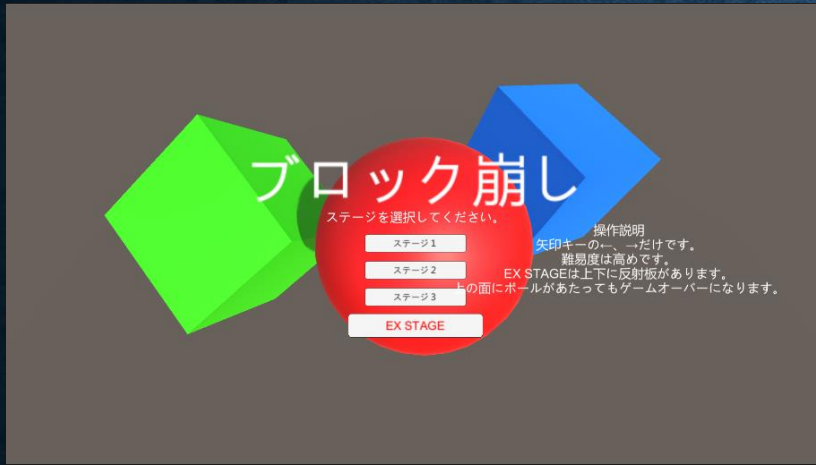 ブロック崩し
ステージを選択してください。
ステージ1
ステージ2
ステージ3
EX STAGE
操作説明
矢印キーの←、→だけです。
難易度は高めです。
EX STAGEは上下に反射板があります。
上の面にボールがあたってもゲームオーバーになります。